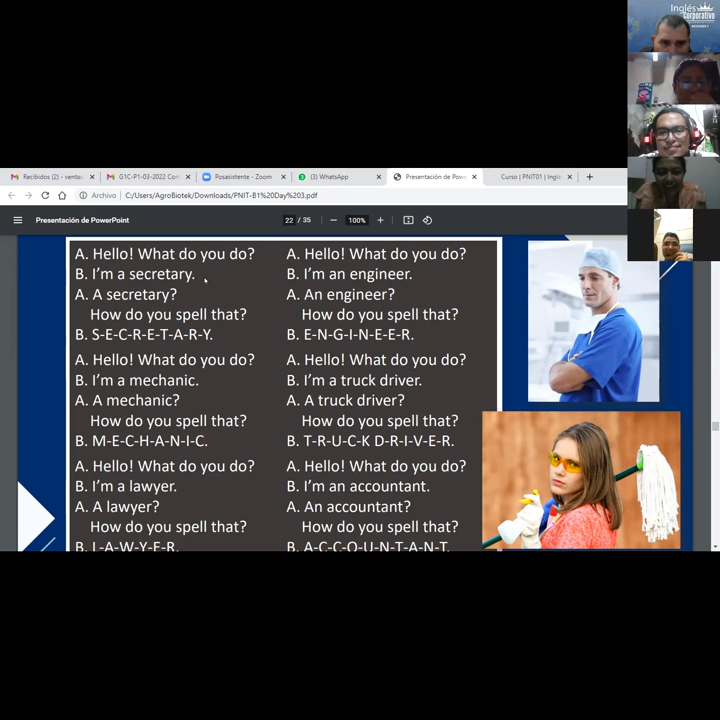 Inglés
Corporativo
Recibidos (2) - venta
G1C-P1-03-2022 Con
Posasistente - Zoom
(3) WhatsApp
Presentación de Pow
Curso | PNIT01 | Ingl
Archivo
C:/Users/AgroBiotek/Downloads/PNIT-B1%20Day%203.pdf
Presentación de PowerPoint
22 / 35
100%
A. Hello! What do you do?
B. I'm a secretary.
A. A secretary?
How do you spell that?
B. S-E-C-R-E-T-A-R-Y.
A. Hello! What do you do?
B. I'm a mechanic.
A. A mechanic?
How do you spell that?
B. M-E-C-H-A-N-I-C.
A. Hello! What do you do?
B. I'm a lawyer.
A. A lawyer?
How do you spell that?
B. L-A-W-Y-E-R.
A. Hello! What do you do?
B. I'm an engineer.
A. An engineer?
How do you spell that?
B. E-N-G-I-N-E-E-R.
A. Hello! What do you do?
B. I'm a truck driver.
A. A truck driver?
How do you spell that?
B. T-R-U-C-K D-R-I-V-E-R.
A. Hello! What do you do?
B. I'm an accountant.
A. An accountant?
How do you spell that?
B. A-C-C-O-U-N-T-A-N-T.